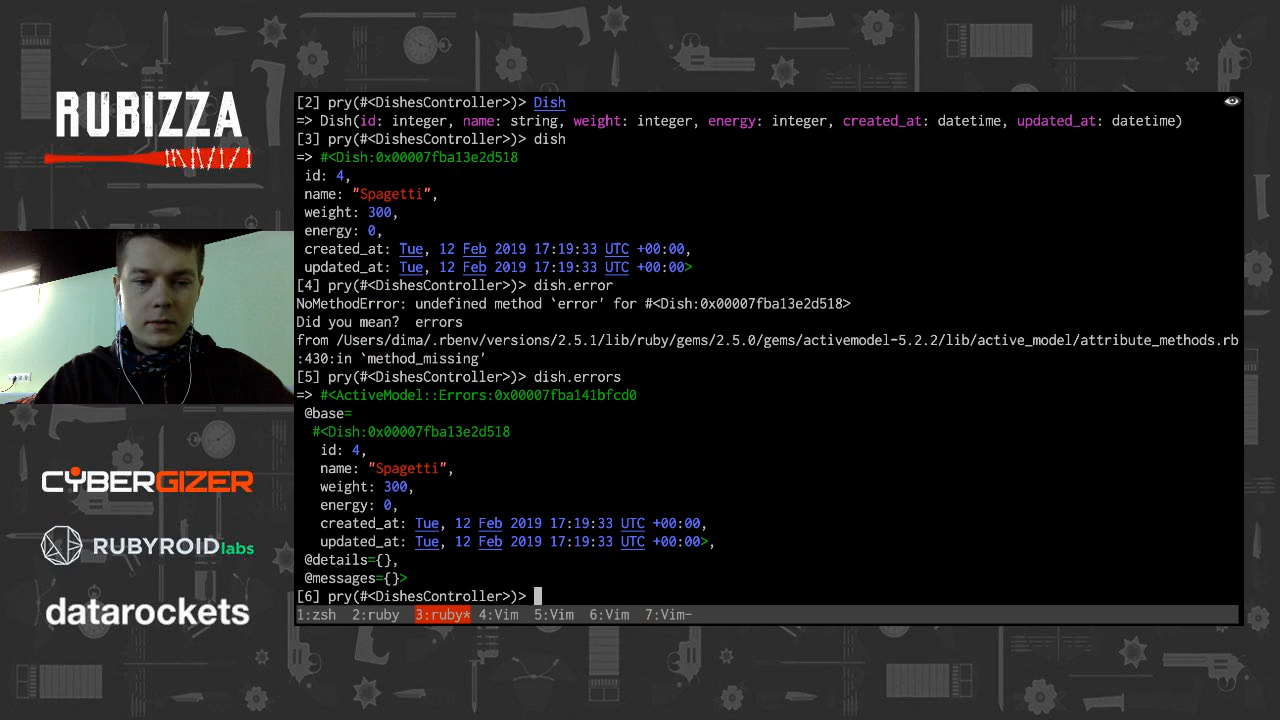 RUBIZZA
[2] pry(#<DishesController>)> Dish
=> Dish(id: integer, name: string, weight: integer, energy: integer, created_at: datetime, updated_at: datetime)
[3] pry(#<DishesController>)> dish
=> #<Dish:0x00007fba13e2d518
id: 4,
name: "Spagetti",
weight: 300,
energy: 0,
created_at: Tue, 12 Feb 2019 17:19:33 UTC +00:00,
updated_at: Tue, 12 Feb 2019 17:19:33 UTC +00:00>
[4] pry(#<DishesController>)> dish.error
NoMethodError: undefined method `error' for #<Dish:0x00007fba13e2d518>
Did you mean?  errors
from /Users/dima/.rbenv/versions/2.5.1/lib/ruby/gems/2.5.0/gems/activemodel-5.2.2/lib/active_model/attribute_methods.rb
:430:in `method_missing'
[5] pry(#<DishesController>)> dish.errors
=> #<ActiveModel::Errors:0x00007fba141bfcd0
@base=
#<Dish:0x00007fba13e2d518
id: 4,
name: "Spagetti",
weight: 300,
energy: 0,
created_at: Tue, 12 Feb 2019 17:19:33 UTC +00:00,
updated_at: Tue, 12 Feb 2019 17:19:33 UTC +00:00>,
@details={},
@messages={}>
[6] pry(#<DishesController>)>
1:zsh 2:ruby 3:ruby* 4:Vim 5:Vim 6:Vim 7:Vim-
CYBERGIZER
RUBYROID labs
datarockets